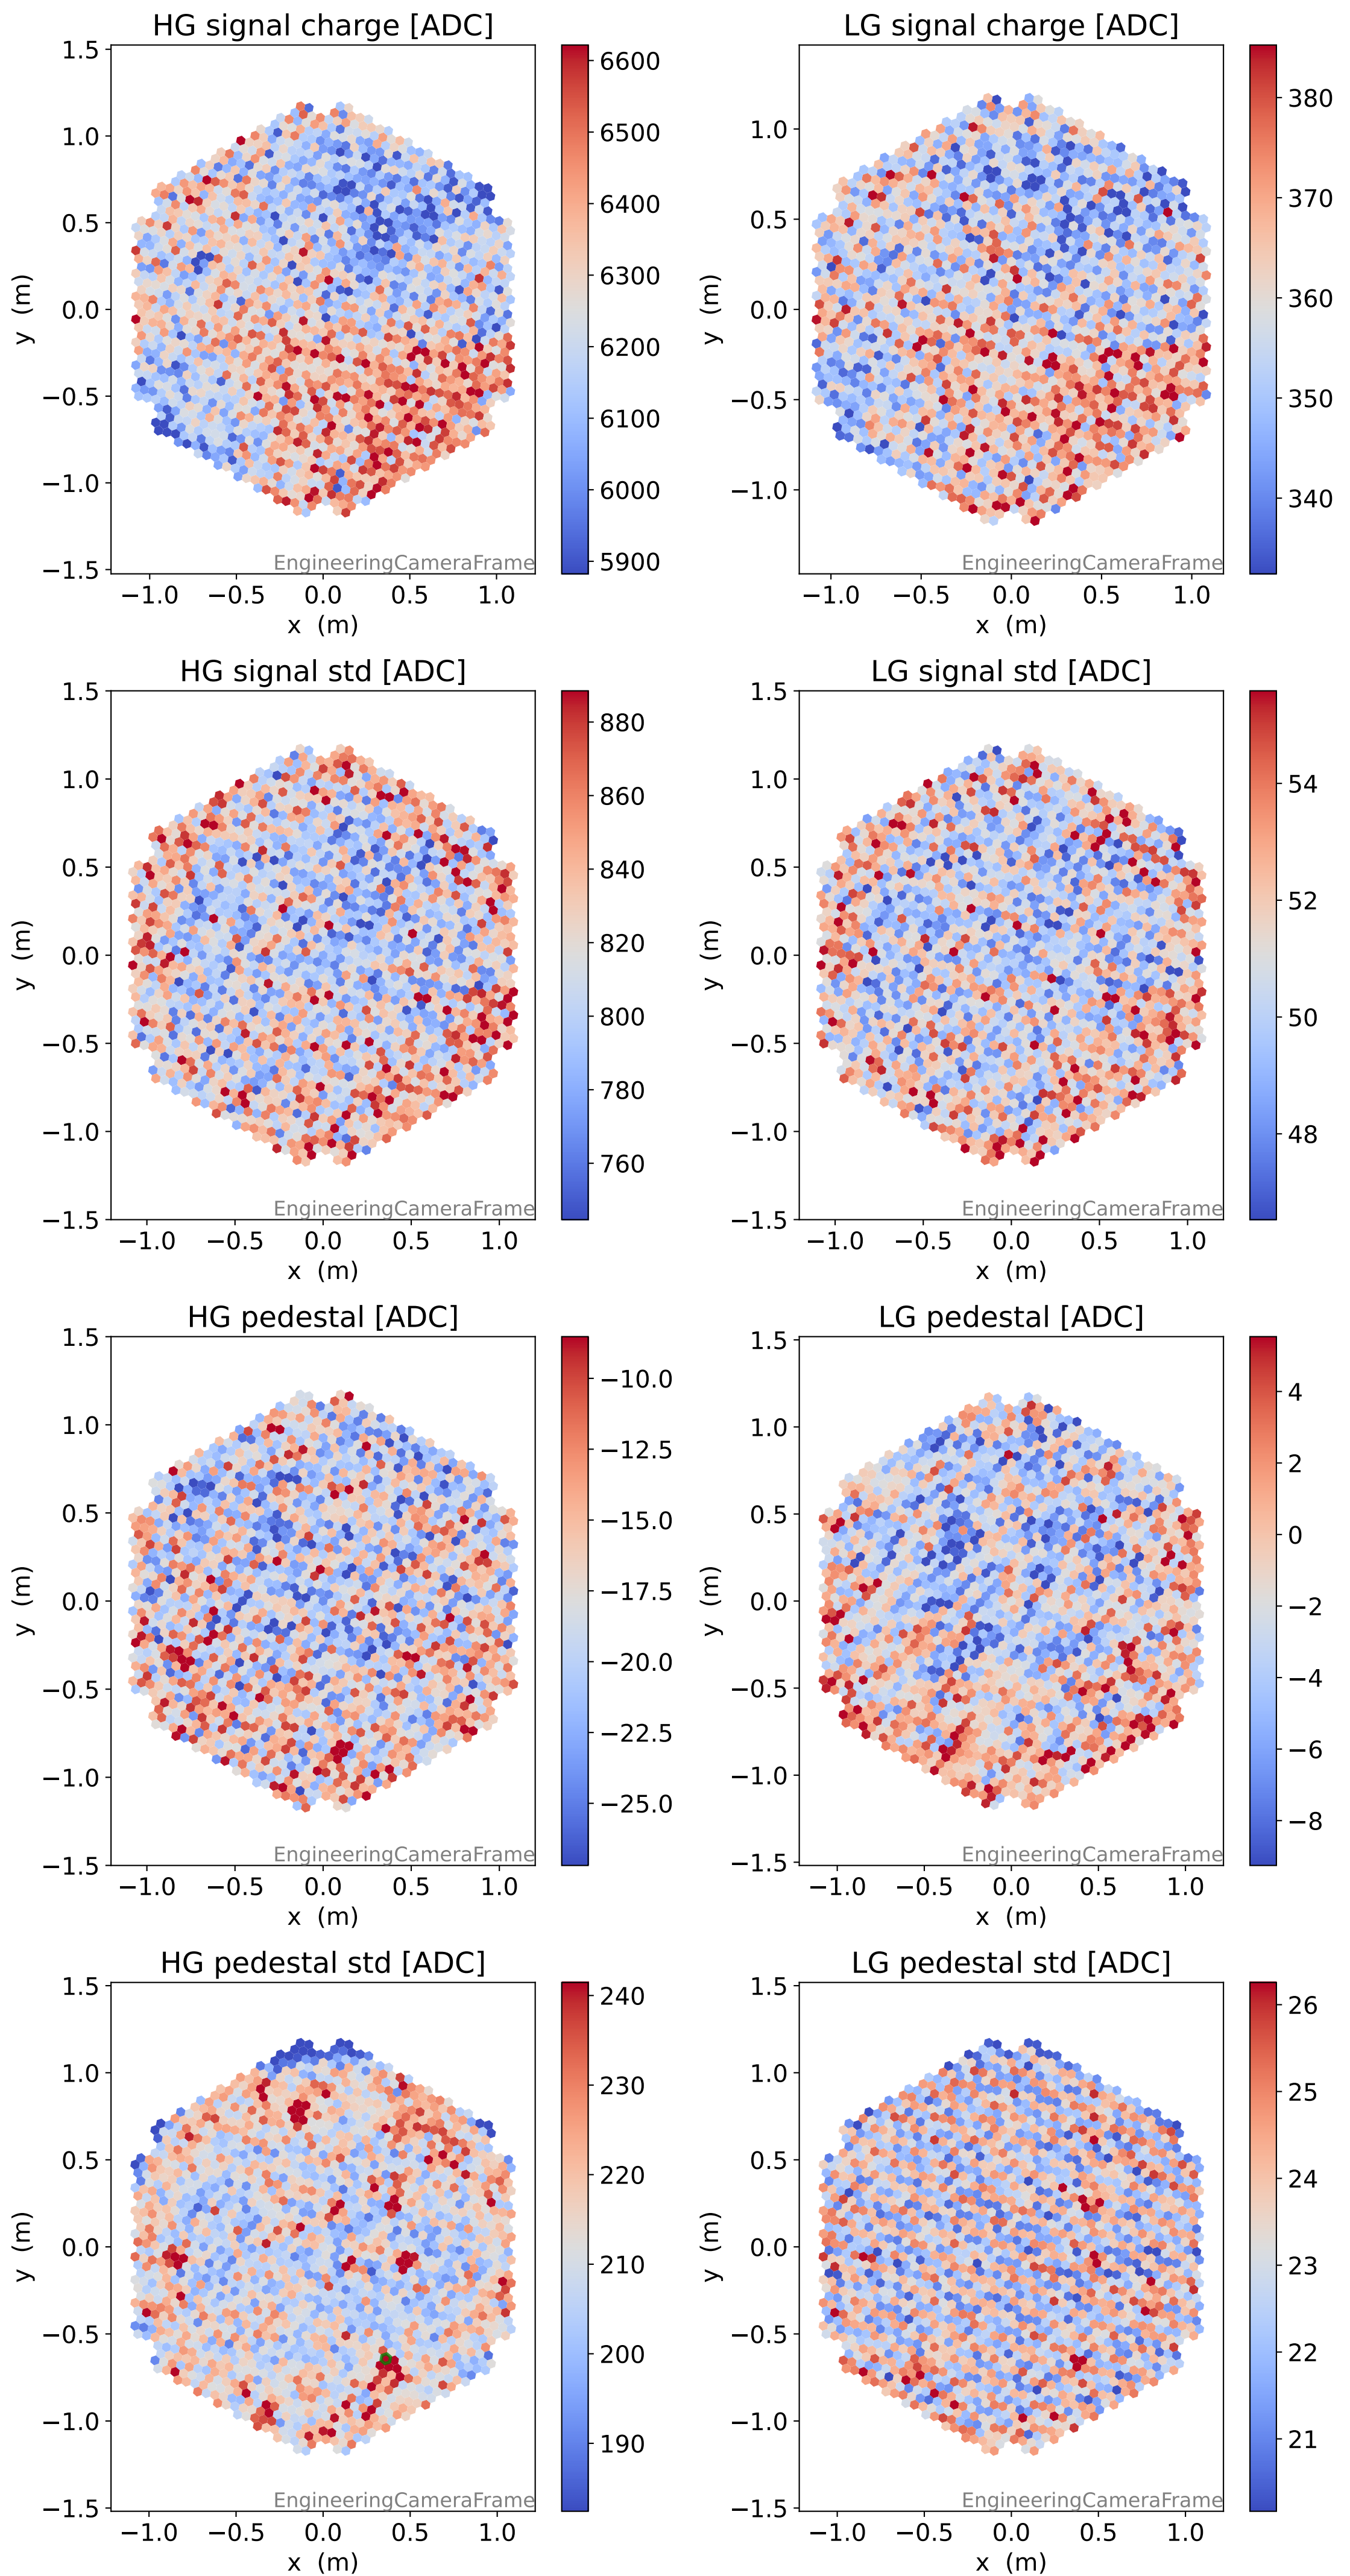 HG signal charge [ADC]
1.5
1.0
0.5
0.0
−0.5
−1.0
−1.5
y (m)
−1.0 −0.5 0.0 0.5 1.0
x (m)
EngineeringCameraFrame
6600
6500
6400
6300
6200
6100
6000
5900
LG signal charge [ADC]
1.0
0.5
0.0
−0.5
−1.0
y (m)
−1.0 −0.5 0.0 0.5 1.0
x (m)
EngineeringCameraFrame
380
370
360
350
340
HG signal std [ADC]
1.5
1.0
0.5
0.0
−0.5
−1.0
−1.5
y (m)
−1.0 −0.5 0.0 0.5 1.0
x (m)
EngineeringCameraFrame
880
860
840
820
800
780
760
LG signal std [ADC]
1.5
1.0
0.5
0.0
−0.5
−1.0
−1.5
y (m)
−1.0 −0.5 0.0 0.5 1.0
x (m)
EngineeringCameraFrame
54
52
50
48
HG pedestal [ADC]
1.5
1.0
0.5
0.0
−0.5
−1.0
−1.5
y (m)
−1.0 −0.5 0.0 0.5 1.0
x (m)
EngineeringCameraFrame
−10.0
−12.5
−15.0
−17.5
−20.0
−22.5
−25.0
LG pedestal [ADC]
1.5
1.0
0.5
0.0
−0.5
−1.0
−1.5
y (m)
−1.0 −0.5 0.0 0.5 1.0
x (m)
EngineeringCameraFrame
4
2
0
−2
−4
−6
−8
HG pedestal std [ADC]
1.5
1.0
0.5
0.0
−0.5
−1.0
−1.5
y (m)
−1.0 −0.5 0.0 0.5 1.0
x (m)
EngineeringCameraFrame
240
230
220
210
200
190
LG pedestal std [ADC]
1.5
1.0
0.5
0.0
−0.5
−1.0
−1.5
y (m)
−1.0 −0.5 0.0 0.5 1.0
x (m)
EngineeringCameraFrame
26
25
24
23
22
21